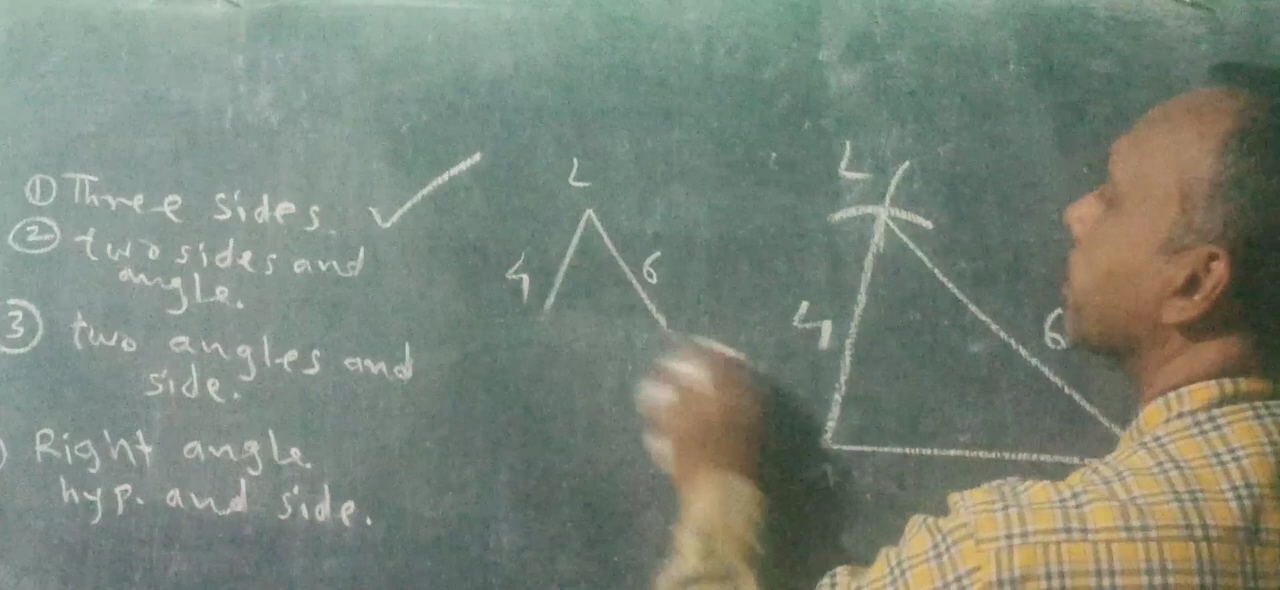 ① Three sides.
② two sides and
angle.
③ two angles and
side.
) Right angle
hyp. and side.
L
4
6
L
4
6